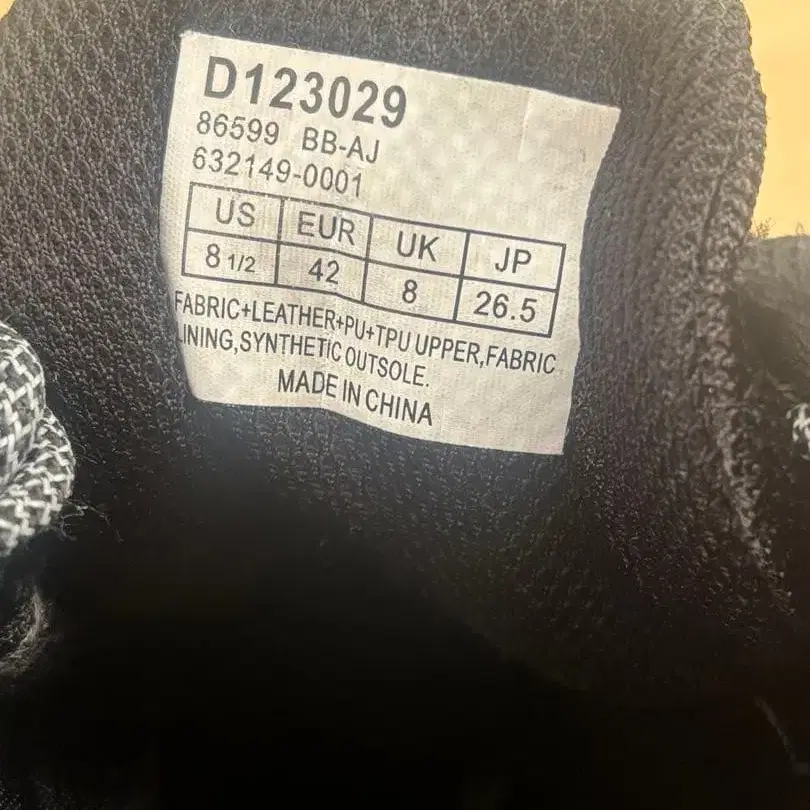 D123029
86599 BB-AJ
632149-0001
US EUR UK JP
8 1/2 42 8 26.5
FABRIC+LEATHER+PU+TPU UPPER,FABRIC
LINING,SYNTHETIC OUTSOLE.
MADE IN CHINA